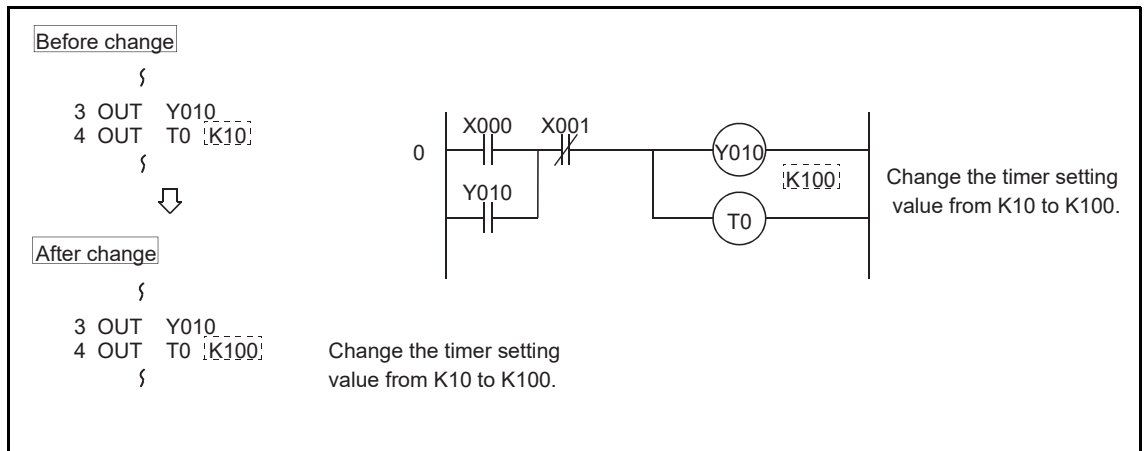 Before change
3 OUT Y010
4 OUT T0 K10
After change
3 OUT Y010
4 OUT T0 K100
Change the timer setting
value from K10 to K100.
X000 X001
0 Y010
K100
Y010
T0
Change the timer setting
value from K10 to K100.